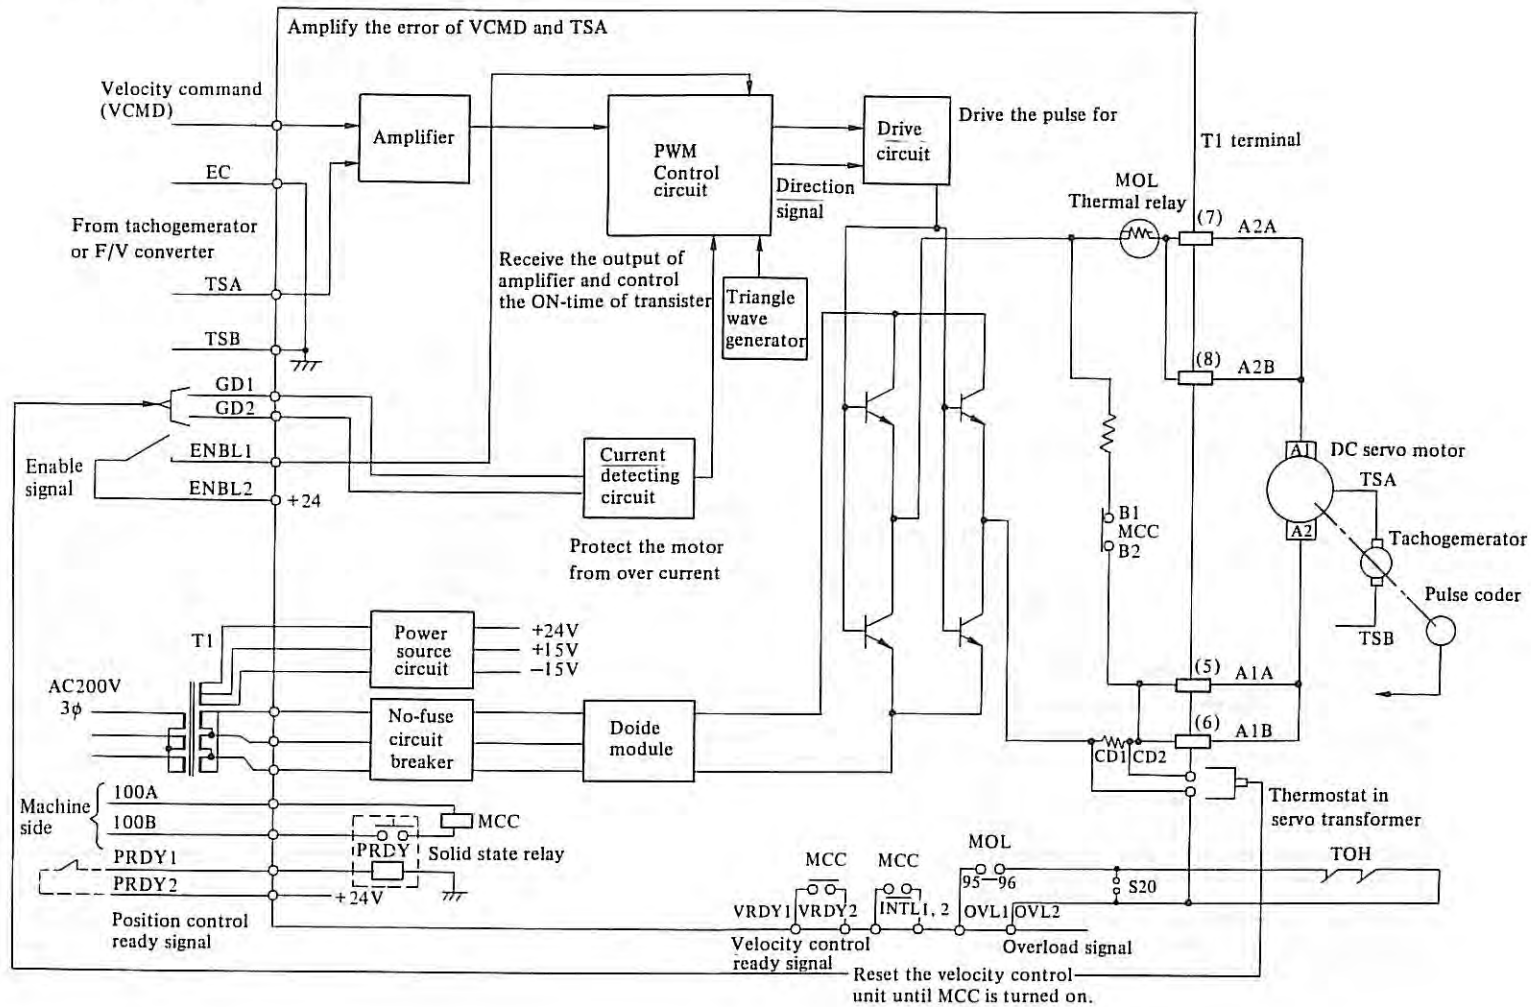 Amplify the error of VCMD and TSA
Velocity command
(VCMD)
Amplifier
PWM
Control
circuit
Drive
circuit
Drive the pulse for
T1 terminal
EC
Direction
signal
MOL
Thermal relay
(7)
A2A
From tachogemerator
or F/V converter
Receive the output of
amplifier and control
the ON-time of transister
Triangle
wave
generator
TSA
TSB
(8)
A2B
GD1
GD2
Enable
signal
ENBL1
ENBL2
+24
Current
detecting
circuit
Protect the motor
from over current
A1
DC servo motor
TSA
A2
B1
MCC
B2
Tachogemerator
Pulse coder
TSB
T1
Power
source
circuit
+24V
+15V
−15V
AC200V
3ϕ
No-fuse
circuit
breaker
Doide
module
(5)
A1A
(6)
A1B
CD1
CD2
Thermostat in
servo transformer
Machine
side
100A
100B
MCC
PRDY
Solid state relay
PRDY1
PRDY2
+24V
Position control
ready signal
MCC
MCC
MOL
95—96
TOH
S20
VRDY1
VRDY2
INTL1, 2
OVL1
OVL2
Velocity control
ready signal
Overload signal
Reset the velocity control
unit until MCC is turned on.